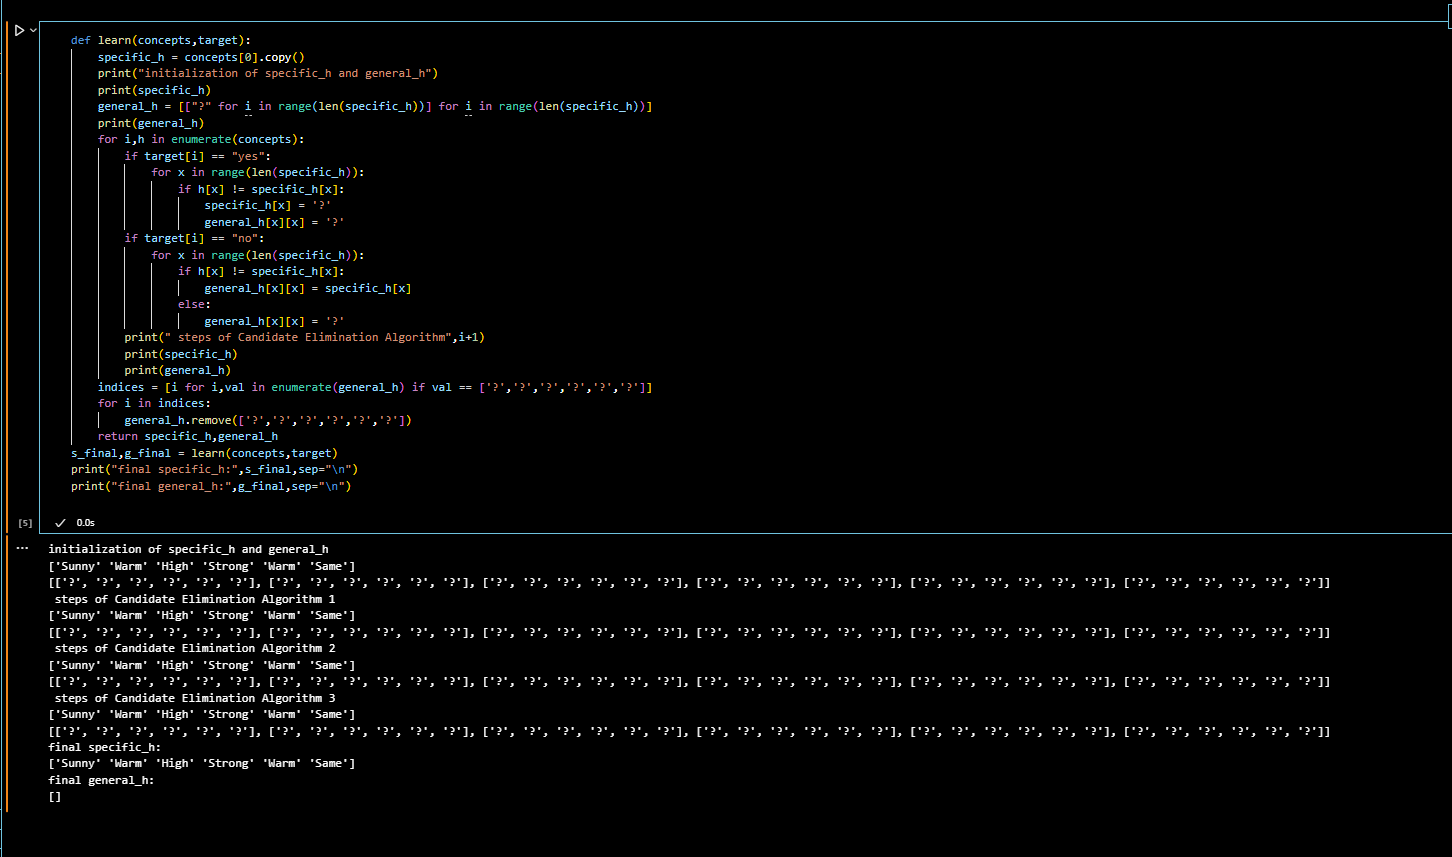 def learn(concepts,target):
    specific_h = concepts[0].copy()
    print("initialization of specific_h and general_h")
    print(specific_h)
    general_h = [["?" for i in range(len(specific_h))] for i in range(len(specific_h))]
    print(general_h)
    for i,h in enumerate(concepts):
        if target[i] == "yes":
            for x in range(len(specific_h)):
                if h[x] != specific_h[x]:
                    specific_h[x] = '?'
                    general_h[x][x] = '?'
        if target[i] == "no":
            for x in range(len(specific_h)):
                if h[x] != specific_h[x]:
                    general_h[x][x] = specific_h[x]
                else:
                    general_h[x][x] = '?'
        print(" steps of Candidate Elimination Algorithm",i+1)
        print(specific_h)
        print(general_h)
    indices = [i for i,val in enumerate(general_h) if val == ['?','?','?','?','?','?']]
    for i in indices:
        general_h.remove(['?','?','?','?','?','?'])
    return specific_h,general_h
s_final,g_final = learn(concepts,target)
print("final specific_h:",s_final,sep="\n")
print("final general_h:",g_final,sep="\n")
[5] 0.0s
initialization of specific_h and general_h
['Sunny' 'Warm' 'High' 'Strong' 'Warm' 'Same']
[['?', '?', '?', '?', '?', '?'], ['?', '?', '?', '?', '?', '?'], ['?', '?', '?', '?', '?', '?'], ['?', '?', '?', '?', '?', '?'], ['?', '?', '?', '?', '?', '?'], ['?', '?', '?', '?', '?', '?']]
 steps of Candidate Elimination Algorithm 1
['Sunny' 'Warm' 'High' 'Strong' 'Warm' 'Same']
[['?', '?', '?', '?', '?', '?'], ['?', '?', '?', '?', '?', '?'], ['?', '?', '?', '?', '?', '?'], ['?', '?', '?', '?', '?', '?'], ['?', '?', '?', '?', '?', '?'], ['?', '?', '?', '?', '?', '?']]
 steps of Candidate Elimination Algorithm 2
['Sunny' 'Warm' 'High' 'Strong' 'Warm' 'Same']
[['?', '?', '?', '?', '?', '?'], ['?', '?', '?', '?', '?', '?'], ['?', '?', '?', '?', '?', '?'], ['?', '?', '?', '?', '?', '?'], ['?', '?', '?', '?', '?', '?'], ['?', '?', '?', '?', '?', '?']]
 steps of Candidate Elimination Algorithm 3
['Sunny' 'Warm' 'High' 'Strong' 'Warm' 'Same']
[['?', '?', '?', '?', '?', '?'], ['?', '?', '?', '?', '?', '?'], ['?', '?', '?', '?', '?', '?'], ['?', '?', '?', '?', '?', '?'], ['?', '?', '?', '?', '?', '?'], ['?', '?', '?', '?', '?', '?']]
final specific_h:
['Sunny' 'Warm' 'High' 'Strong' 'Warm' 'Same']
final general_h:
[]